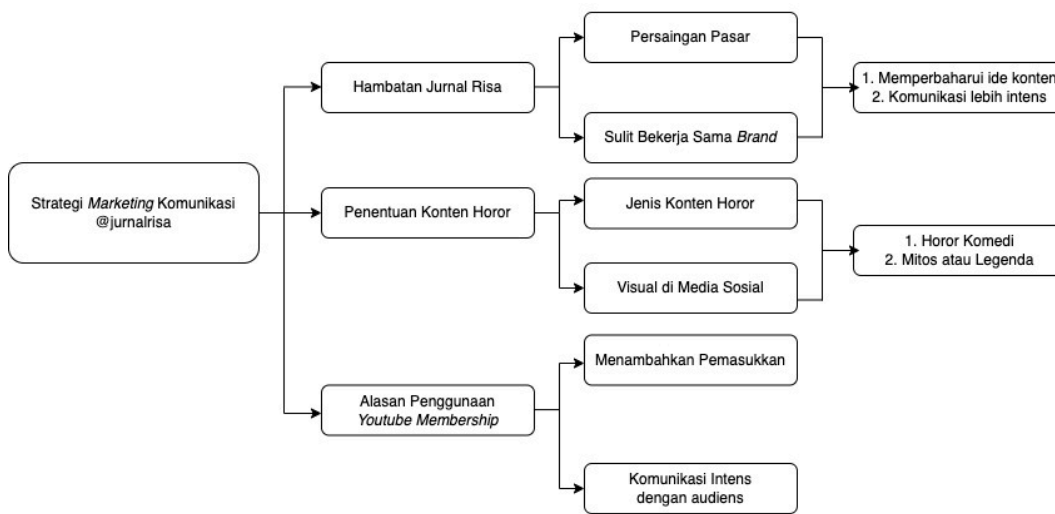 Persaingan Pasar
Hambatan Jurnal Risa
1. Memperbaharui ide konten
2. Komunikasi lebih intens
Sulit Bekerja Sama Brand
Strategi Marketing Komunikasi
@jurnalrisa
Penentuan Konten Horor
Jenis Konten Horor
1. Horor Komedi
2. Mitos atau Legenda
Visual di Media Sosial
Menambahkan Pemasukkan
Alasan Penggunaan
Youtube Membership
Komunikasi Intens
dengan audiens